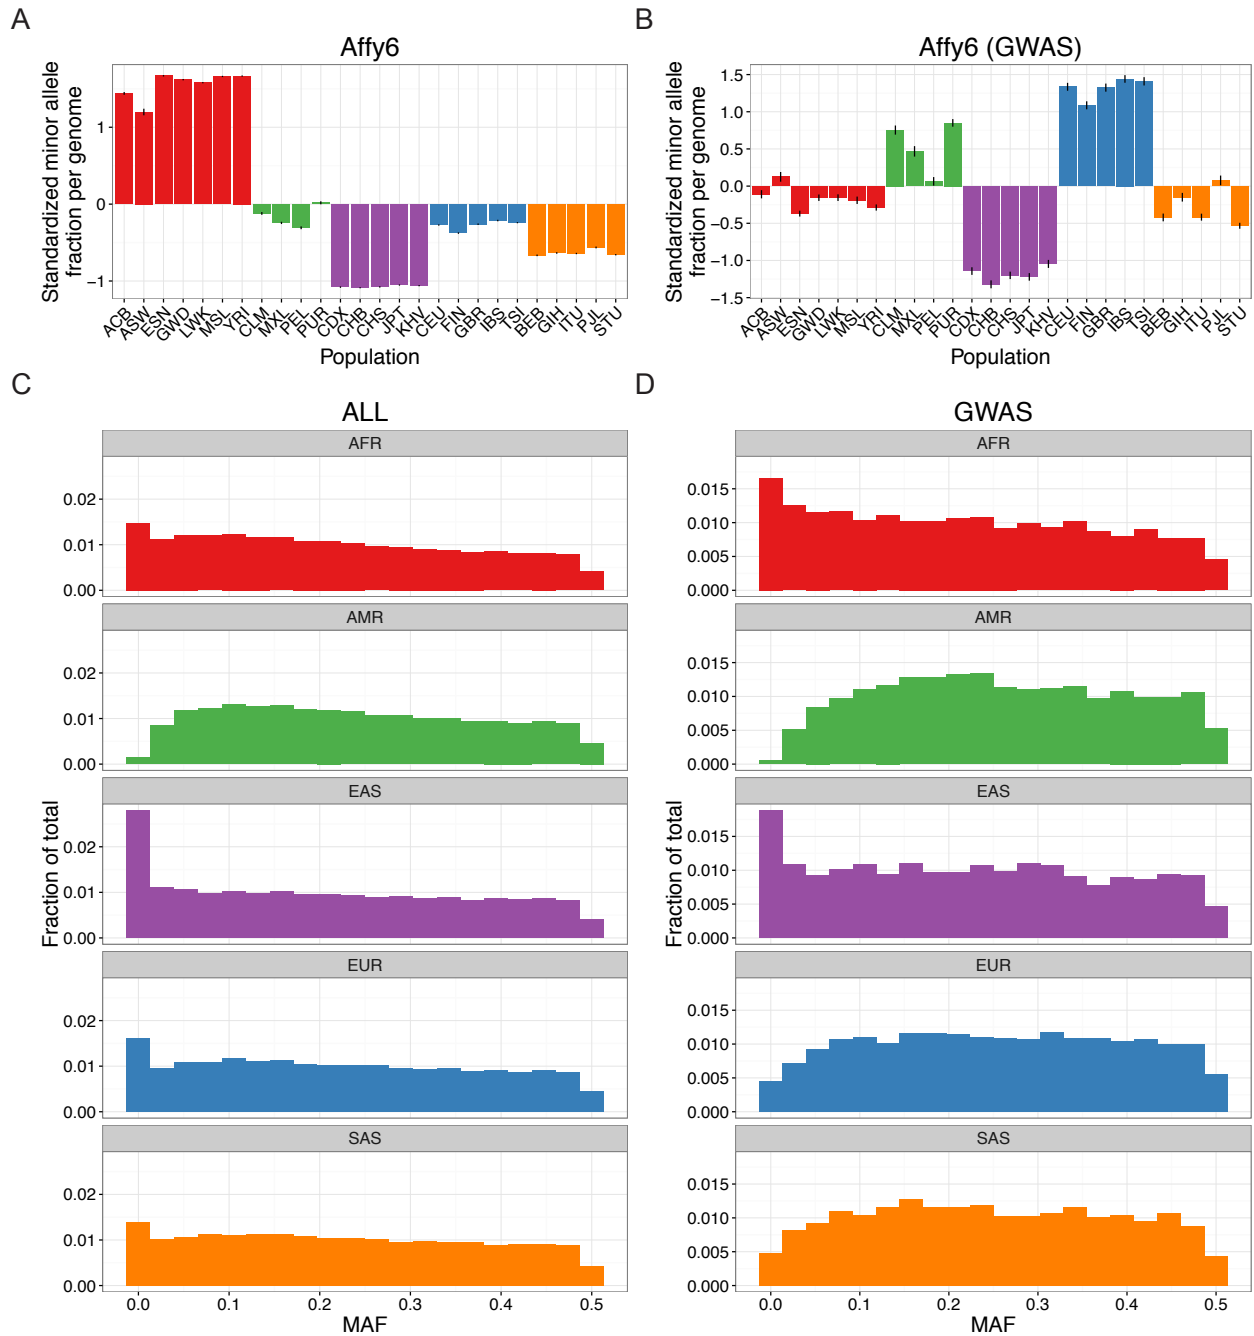 A
Affy6
Standardized minor allele
fraction per genome
1
0
−1
ACB
ASW
ESN
GWD
LWK
MSL
YRI
CLM
MXL
PEL
PUR
CDX
CHB
CHS
JPT
KHV
CEU
FIN
GBR
IBS
TSI
BEB
GIH
ITU
PJL
STU
Population
B
Affy6 (GWAS)
Standardized minor allele
fraction per genome
1.5
1.0
0.5
0.0
−0.5
−1.0
−1.5
ACB
ASW
ESN
GWD
LWK
MSL
YRI
CLM
MXL
PEL
PUR
CDX
CHB
CHS
JPT
KHV
CEU
FIN
GBR
IBS
TSI
BEB
GIH
ITU
PJL
STU
Population
C
ALL
Fraction of total
AFR
0.02
0.01
0.00
AMR
0.02
0.01
0.00
EAS
0.02
0.01
0.00
EUR
0.02
0.01
0.00
SAS
0.02
0.01
0.00
0.0 0.1 0.2 0.3 0.4 0.5
MAF
D
GWAS
Fraction of total
AFR
0.015
0.010
0.005
0.000
AMR
0.015
0.010
0.005
0.000
EAS
0.015
0.010
0.005
0.000
EUR
0.015
0.010
0.005
0.000
SAS
0.015
0.010
0.005
0.000
0.0 0.1 0.2 0.3 0.4 0.5
MAF